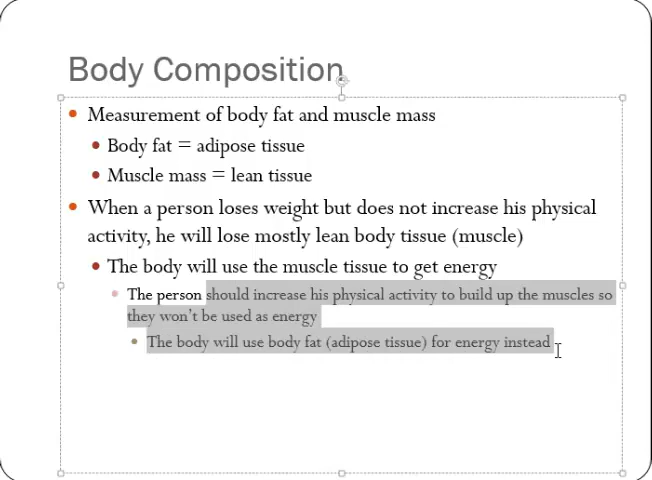 Body Composition
Measurement of body fat and muscle mass
Body fat = adipose tissue
Muscle mass = lean tissue
When a person loses weight but does not increase his physical
activity, he will lose mostly lean body tissue (muscle)
The body will use the muscle tissue to get energy
The person should increase his physical activity to build up the muscles so
they won't be used as energy
The body will use body fat (adipose tissue) for energy instead